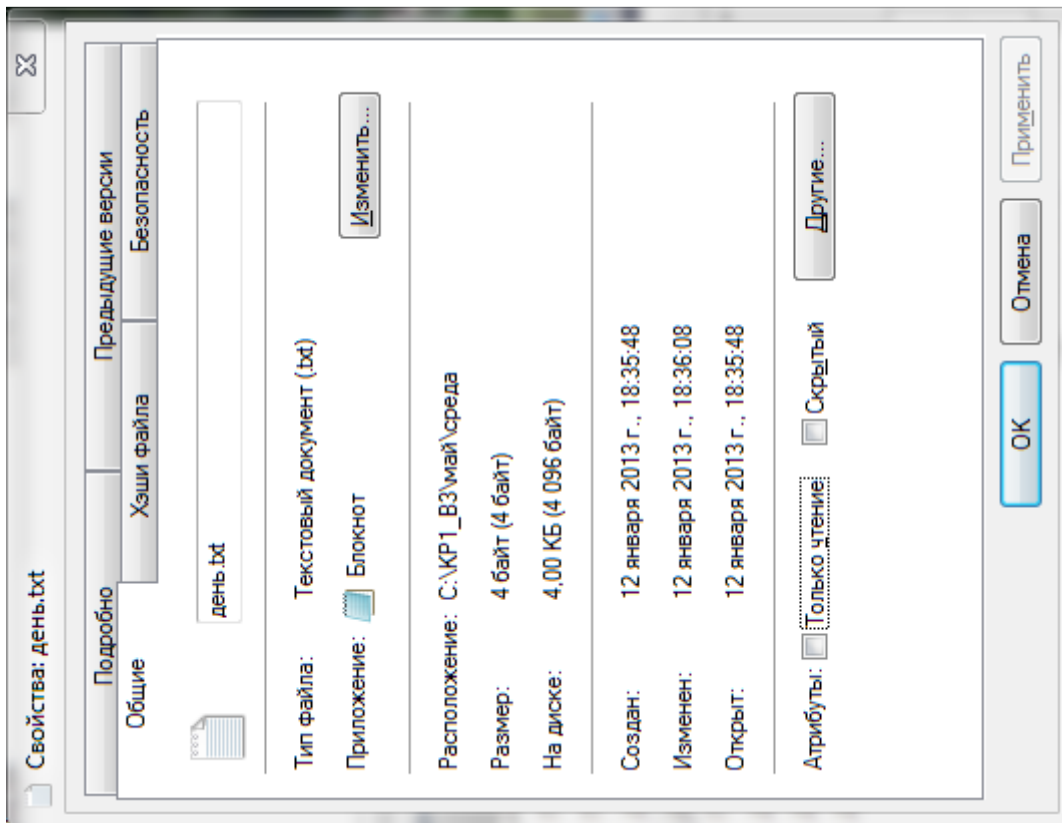 Свойства: день.txt
Подробно Предыдущие версии
Общие Хэши файла Безопасность
день.txt
Тип файла: Текстовый документ (.txt)
Приложение: Блокнот Изменить...
Расположение: C:\КР1_В3\май\среда
Размер: 4 байт (4 байт)
На диске: 4,00 КБ (4 096 байт)
Создан: 12 января 2013 г., 18:35:48
Изменен: 12 января 2013 г., 18:36:08
Открыт: 12 января 2013 г., 18:35:48
Атрибуты: Только чтение Скрытый Другие...
ОК Отмена Применить